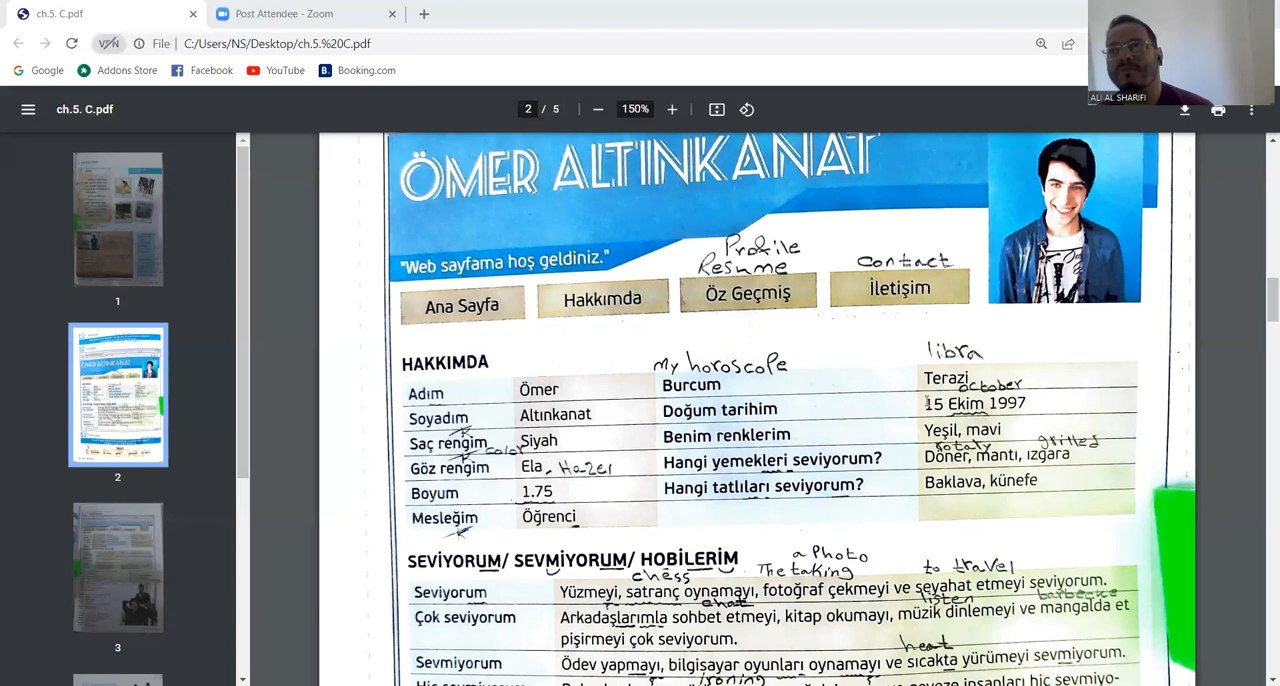 ch.5. C.pdf
Post Attendee - Zoom
VPN
File
C:/Users/NS/Desktop/ch.5.%20C.pdf
Google
Addons Store
Facebook
YouTube
B.
Booking.com
ALI AL SHARIFI
ch.5. C.pdf
2 / 5
150%
1
2
3
ÖMER ALTINKANAT
"Web sayfama hoş geldiniz."
Profile
Resume
contact
Ana Sayfa
Hakkımda
Öz Geçmiş
İletişim
HAKKIMDA
my horoscope
libra
Adım Ömer Burcum Terazi
october
Soyadım Altınkanat Doğum tarihim 15 Ekim 1997
Saç rengim Siyah Benim renklerim Yeşil, mavi
color
rotary
grilled
Göz rengim Ela Hazel Hangi yemekleri seviyorum? Döner, mantı, ızgara
Boyum 1.75 Hangi tatlıları seviyorum? Baklava, künefe
Mesleğim Öğrenci
SEVİYORUM/ SEVMİYORUM/ HOBİLERİM
a Photo
chess
The taking
to travel
Seviyorum Yüzmeyi, satranç oynamayı, fotoğraf çekmeyi ve seyahat etmeyi seviyorum.
chat
listen
barbecue
Çok seviyorum Arkadaşlarımla sohbet etmeyi, kitap okumayı, müzik dinlemeyi ve mangalda et
pişirmeyi çok seviyorum.
heat
Sevmiyorum Ödev yapmayı, bilgisayar oyunları oynamayı ve sıcakta yürümeyi sevmiyorum.